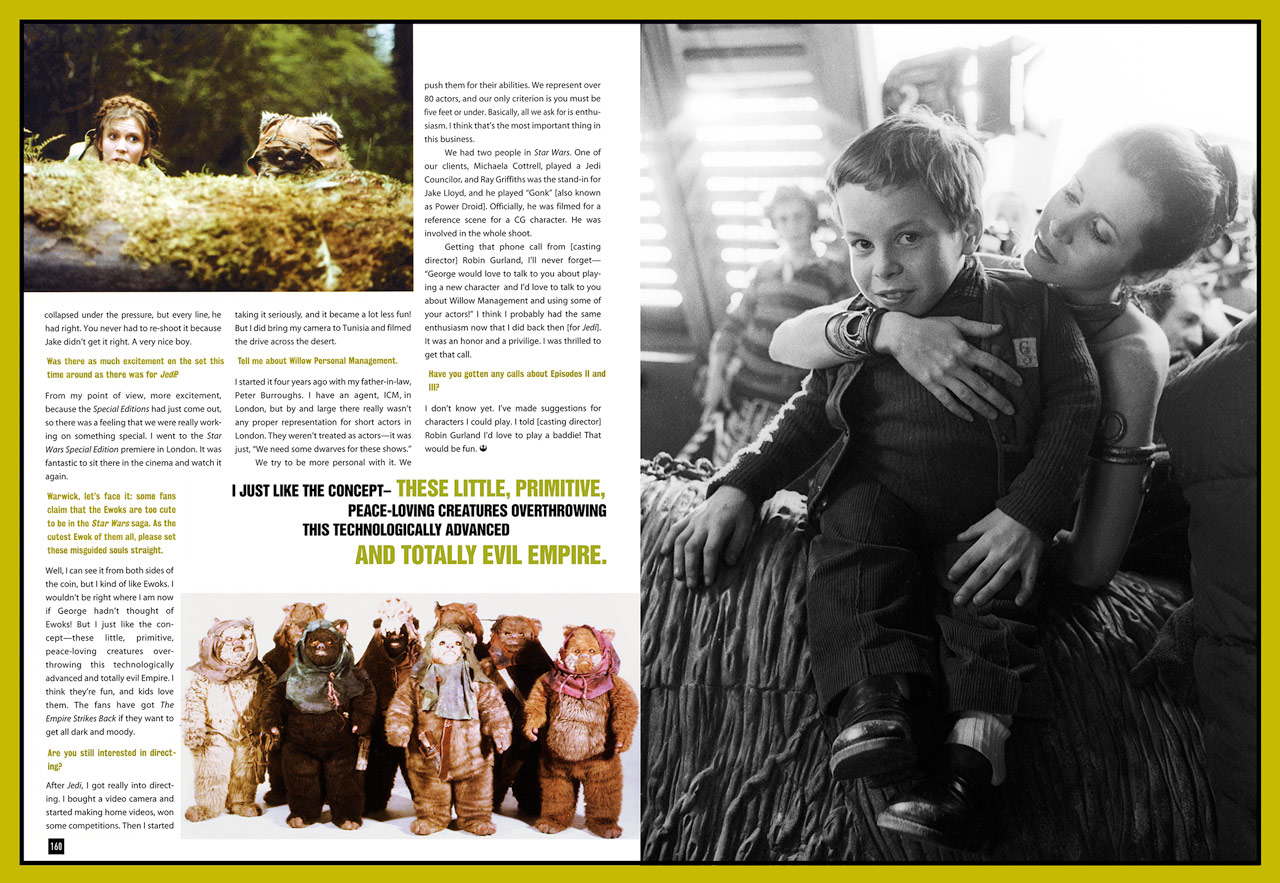 collapsed under the pressure, but every line, he
had right. You never had to re-shoot it because
Jake didn't get it right. A very nice boy.
Was there as much excitement on the set this
time around as there was for Jedi?
From my point of view, more excitement,
because the Special Editions had just come out,
so there was a feeling that we were really work-
ing on something special. I went to the Star
Wars Special Edition premiere in London. It was
fantastic to sit there in the cinema and watch it
again.
Warwick, let's face it: some fans
claim that the Ewoks are too cute
to be in the Star Wars saga. As the
cutest Ewok of them all, please set
these misguided souls straight.
Well, I can see it from both sides of
the coin, but I kind of like Ewoks. I
wouldn't be right where I am now
if George hadn't thought of
Ewoks! But I just like the con-
cept—these little, primitive,
peace-loving creatures over-
throwing this technologically
advanced and totally evil Empire. I
think they're fun, and kids love
them. The fans have got The
Empire Strikes Back if they want to
get all dark and moody.
Are you still interested in direct-
ing?
After Jedi, I got really into direct-
ing. I bought a video camera and
started making home videos, won
some competitions. Then I started
taking it seriously, and it became a lot less fun!
But I did bring my camera to Tunisia and filmed
the drive across the desert.
Tell me about Willow Personal Management.
I started it four years ago with my father-in-law,
Peter Burroughs. I have an agent, ICM, in
London, but by and large there really wasn't
any proper representation for short actors in
London. They weren't treated as actors—it was
just, "We need some dwarves for these shows."
We try to be more personal with it. We
push them for their abilities. We represent over
80 actors, and our only criterion is you must be
five feet or under. Basically, all we ask for is enthu-
siasm. I think that's the most important thing in
this business.
We had two people in Star Wars. One of
our clients, Michaela Cottrell, played a Jedi
Councilor, and Ray Griffiths was the stand-in for
Jake Lloyd, and he played "Gonk" [also known
as Power Droid]. Officially, he was filmed for a
reference scene for a CG character. He was
involved in the whole shoot.
Getting that phone call from [casting
director] Robin Gurland, I'll never forget—
"George would love to talk to you about play-
ing a new character and I'd love to talk to you
about Willow Management and using some of
your actors!" I think I probably had the same
enthusiasm now that I did back then [for Jedi].
It was an honor and a privilige. I was thrilled to
get that call.
Have you gotten any calls about Episodes II and
III?
I don't know yet. I've made suggestions for
characters I could play. I told [casting director]
Robin Gurland I'd love to play a baddie! That
would be fun.
I JUST LIKE THE CONCEPT– THESE LITTLE, PRIMITIVE,
PEACE-LOVING CREATURES OVERTHROWING
THIS TECHNOLOGICALLY ADVANCED
AND TOTALLY EVIL EMPIRE.
160